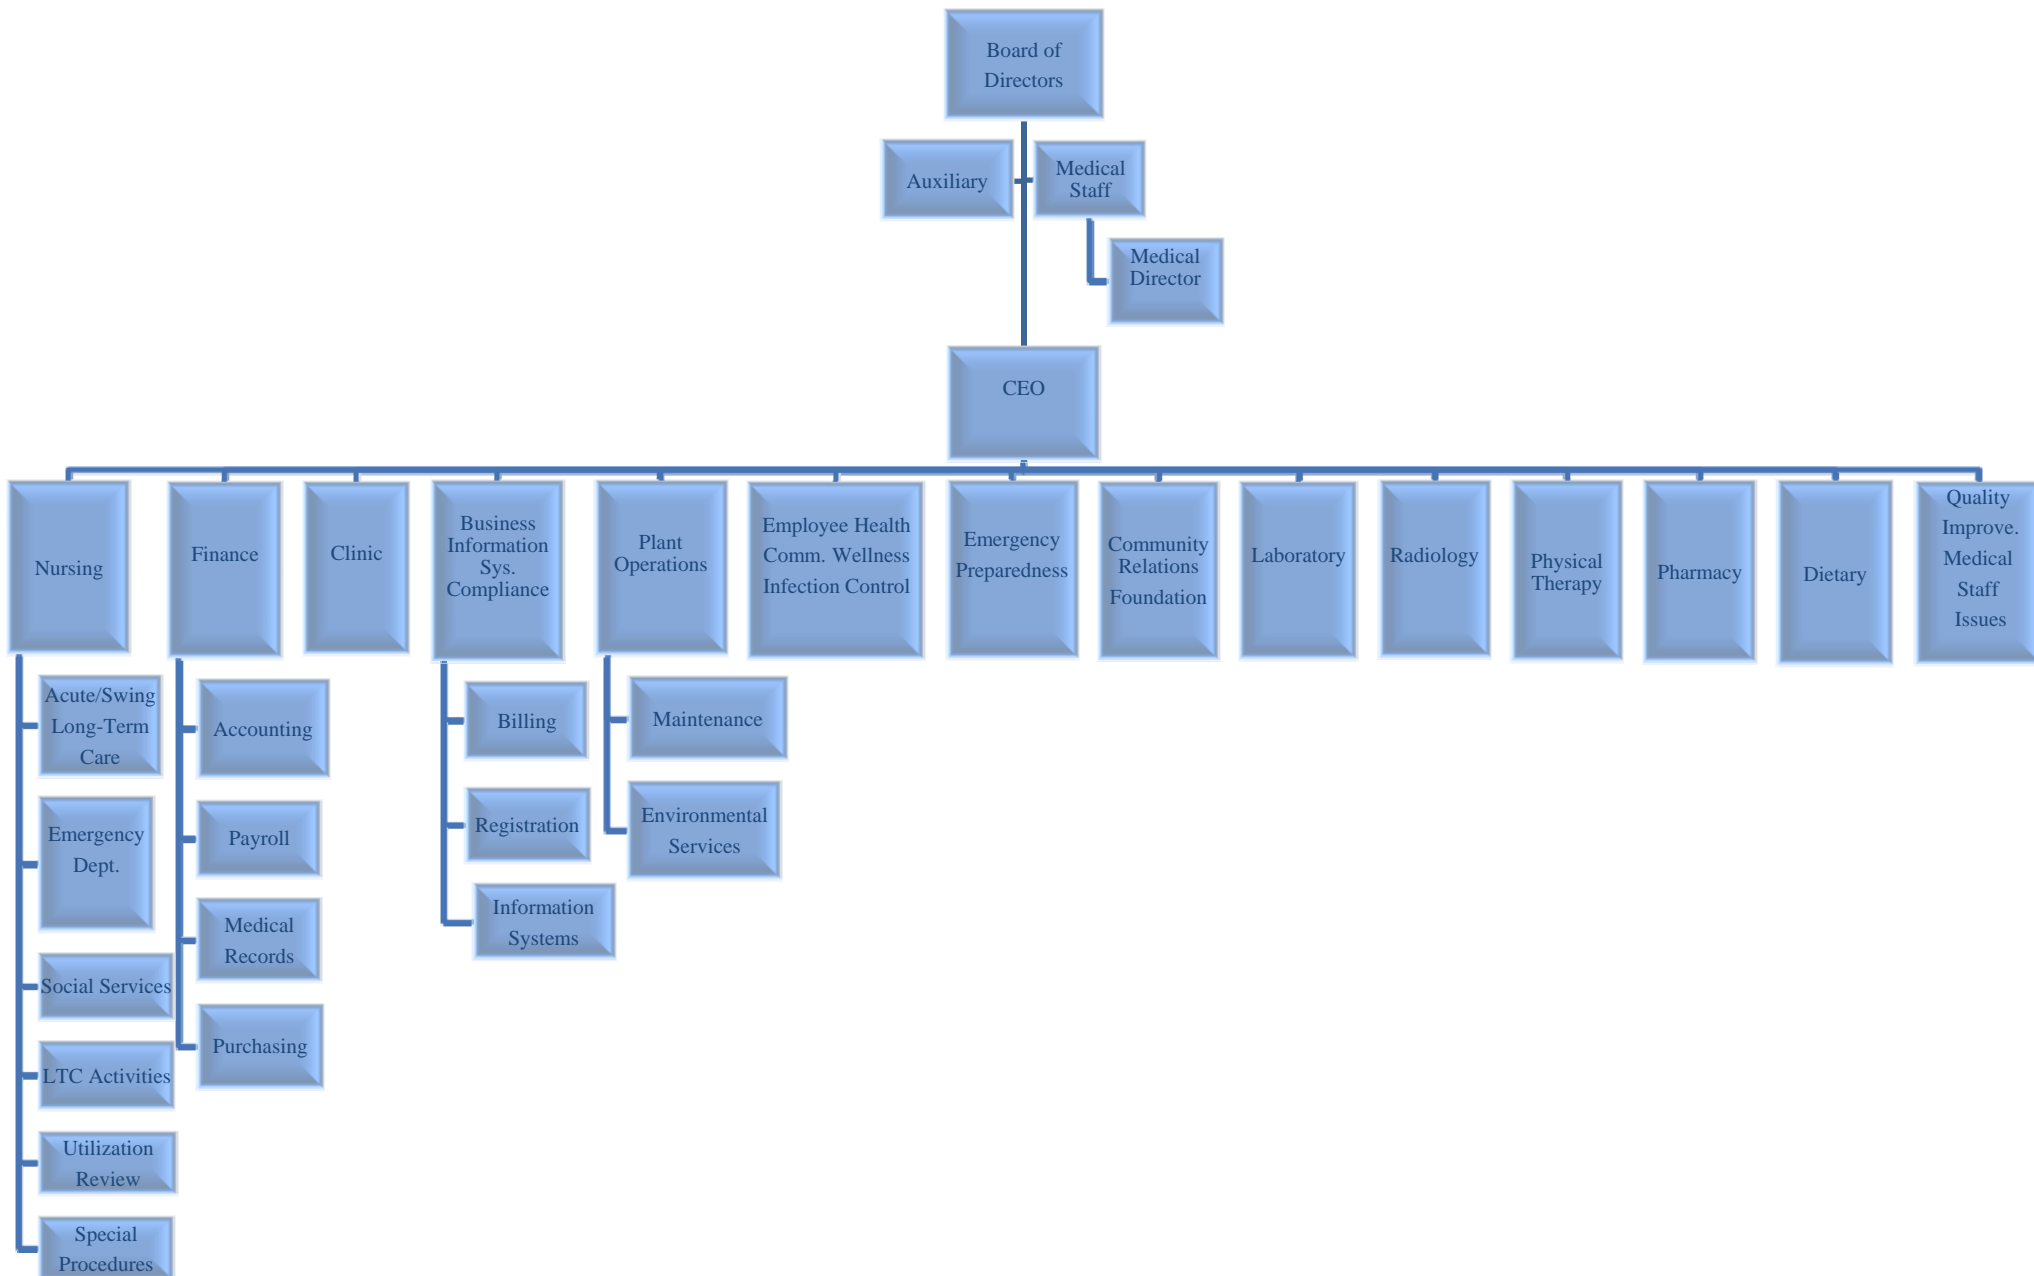 Board of
Directors
Auxiliary
Medical
Staff
Medical
Director
CEO
Nursing
Finance
Clinic
Business
Information
Sys.
Compliance
Plant
Operations
Employee Health
Comm. Wellness
Infection Control
Emergency
Preparedness
Community
Relations
Foundation
Laboratory
Radiology
Physical
Therapy
Pharmacy
Dietary
Quality
Improve.
Medical
Staff
Issues
Acute/Swing
Long-Term
Care
Emergency
Dept.
Social Services
LTC Activities
Utilization
Review
Special
Procedures
Accounting
Payroll
Medical
Records
Purchasing
Billing
Registration
Information
Systems
Maintenance
Environmental
Services